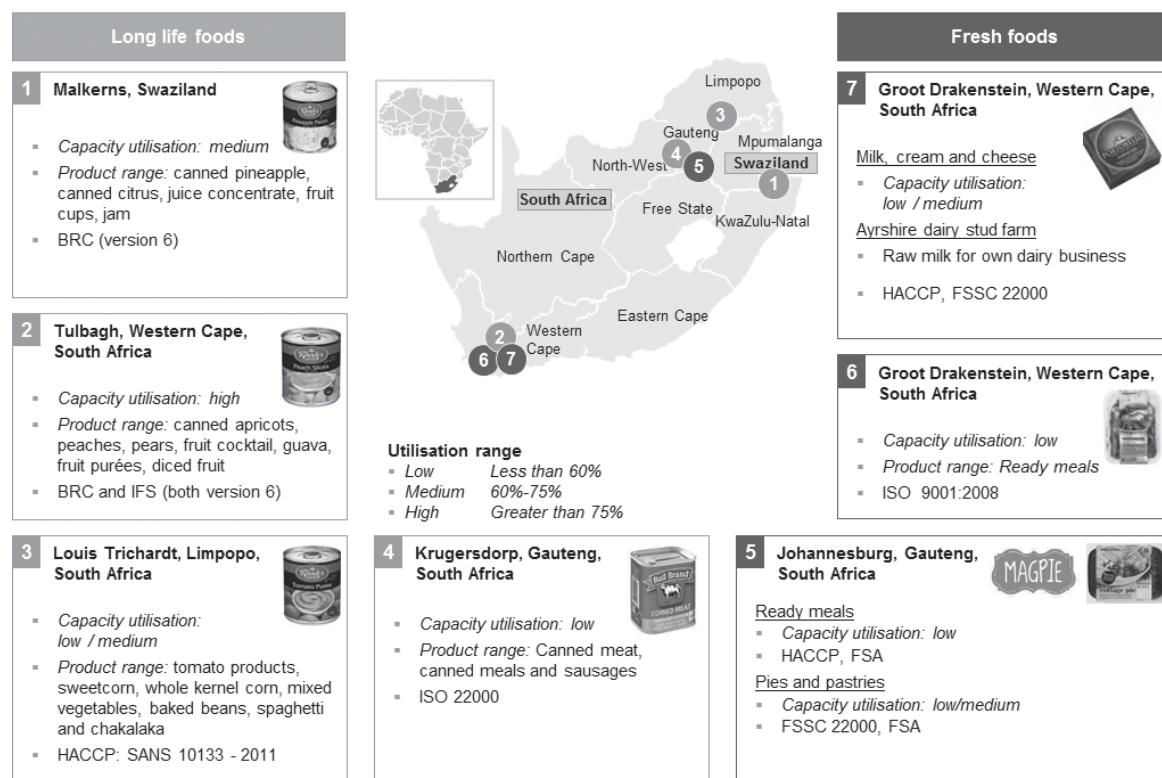 Long life foods
Fresh foods
1 Malkerns, Swaziland
Capacity utilisation: medium
Product range: canned pineapple,
canned citrus, juice concentrate, fruit
cups, jam
BRC (version 6)
2 Tulbagh, Western Cape,
South Africa
Capacity utilisation: high
Product range: canned apricots,
peaches, pears, fruit cocktail, guava,
fruit purées, diced fruit
BRC and IFS (both version 6)
3 Louis Trichardt, Limpopo,
South Africa
Tomato Puree
Capacity utilisation:
low / medium
Product range: tomato products,
sweetcorn, whole kernel corn, mixed
vegetables, baked beans, spaghetti
and chakalaka
HACCP: SANS 10133 - 2011
Limpopo
3
Gauteng
4
Mpumalanga
North-West
5
Swaziland
1
South Africa
Free State
KwaZulu-Natal
Northern Cape
Eastern Cape
Western
Cape
2
6
7
Utilisation range
Low Less than 60%
Medium 60%-75%
High Greater than 75%
4 Krugersdorp, Gauteng,
South Africa
Bull Brand
CORNED MEAT
Capacity utilisation: low
Product range: Canned meat,
canned meals and sausages
ISO 22000
7 Groot Drakenstein, Western Cape,
South Africa
Milk, cream and cheese
Capacity utilisation:
low / medium
Ayrshire dairy stud farm
Raw milk for own dairy business
HACCP, FSSC 22000
6 Groot Drakenstein, Western Cape,
South Africa
Capacity utilisation: low
Product range: Ready meals
ISO 9001:2008
5 Johannesburg, Gauteng,
South Africa
MAGPIE
cottage pie
Ready meals
Capacity utilisation: low
HACCP, FSA
Pies and pastries
Capacity utilisation: low/medium
FSSC 22000, FSA